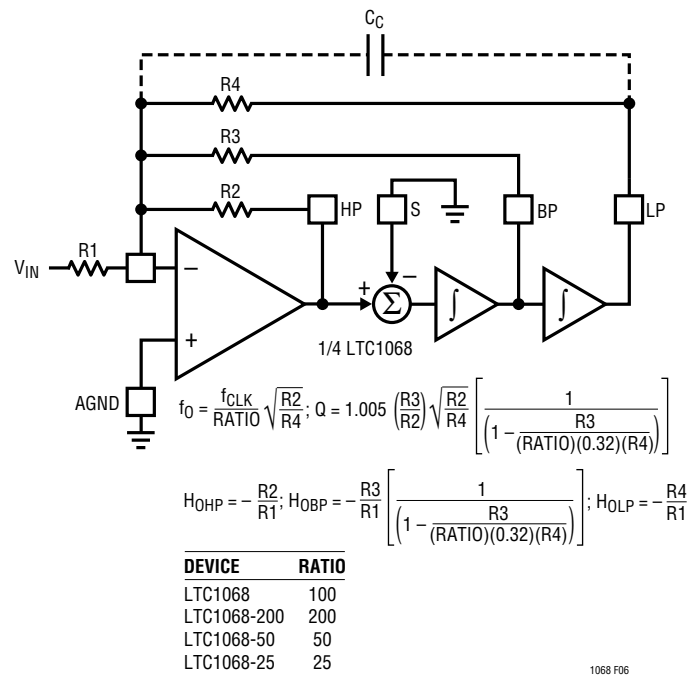 C_C
R4
R3
R2
HP
S
BP
LP
R1
V_IN
−
+
+
−
Σ
∫
∫
1/4 LTC1068
AGND
f_O = f_CLK/RATIO √(R2/R4); Q = 1.005 (R3/R2) √(R2/R4) [1/(1 − R3/((RATIO)(0.32)(R4)))]
H_OHP = − R2/R1; H_OBP = − R3/R1 [1/(1 − R3/((RATIO)(0.32)(R4)))]; H_OLP = − R4/R1
DEVICE RATIO
LTC1068 100
LTC1068-200 200
LTC1068-50 50
LTC1068-25 25
1068 F06